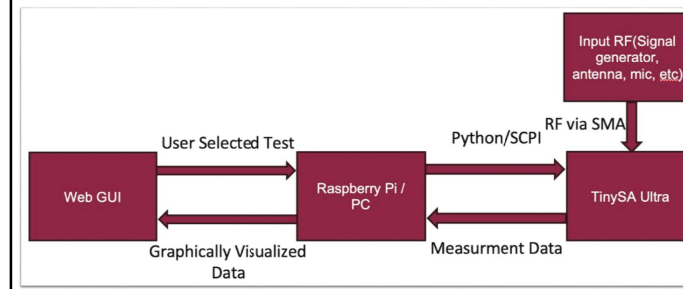 Input RF(Signal
generator,
antenna, mic, etc)
RF via SMA
User Selected Test
Python/SCPI
Web GUI
Raspberry Pi /
PC
TinySA Ultra
Graphically Visualized
Data
Measurment Data